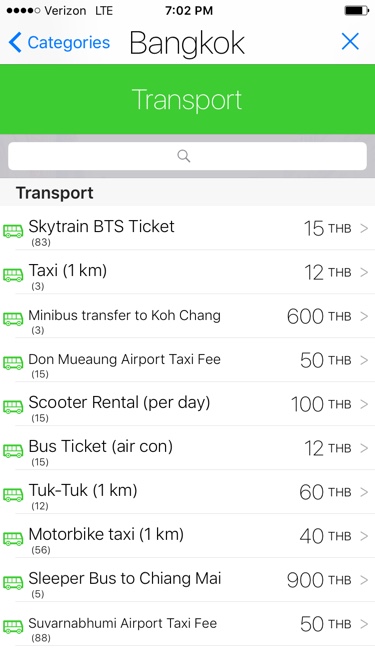 Verizon LTE 7:02 PM
Categories Bangkok
Transport
Transport
Skytrain BTS Ticket 15 THB
(83)
Taxi (1 km) 12 THB
(3)
Minibus transfer to Koh Chang 600 THB
(3)
Don Mueaung Airport Taxi Fee 50 THB
(15)
Scooter Rental (per day) 100 THB
(15)
Bus Ticket (air con) 12 THB
(15)
Tuk-Tuk (1 km) 60 THB
(12)
Motorbike taxi (1 km) 40 THB
(56)
Sleeper Bus to Chiang Mai 900 THB
(5)
Suvarnabhumi Airport Taxi Fee 50 THB
(88)